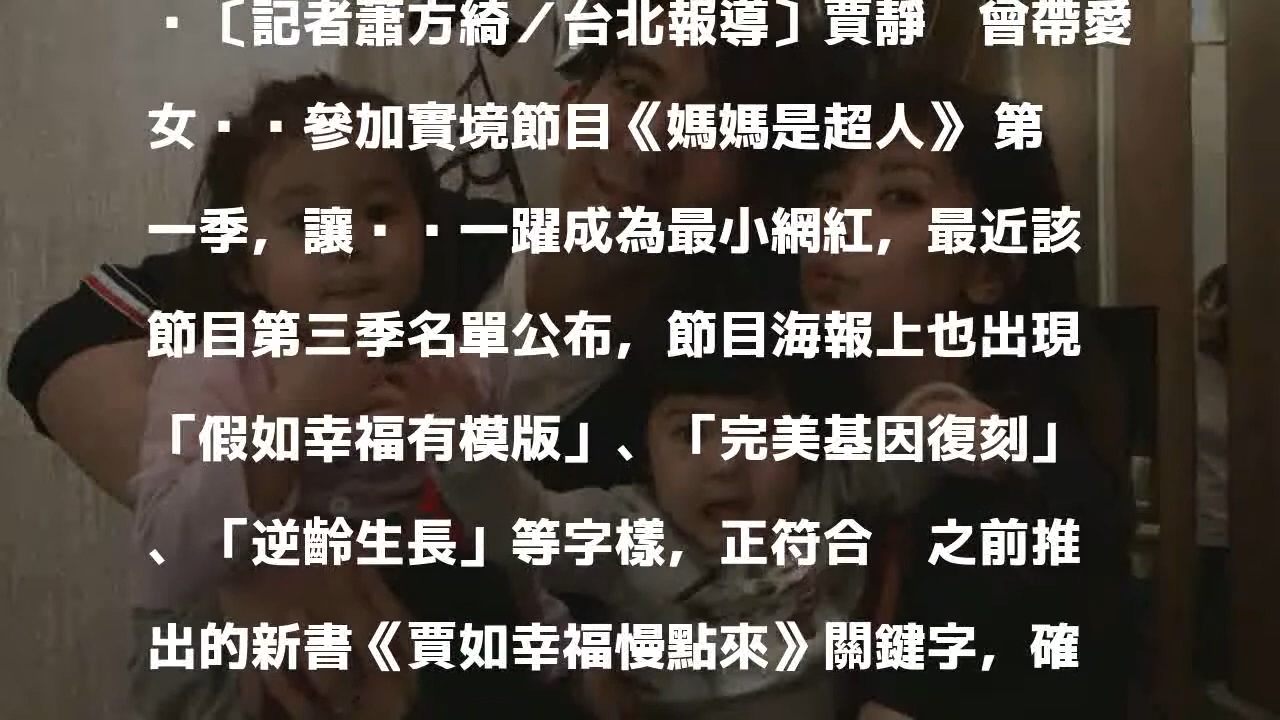 ·〔記者蕭方綺／台北報導〕賈靜　曾帶愛
女··參加實境節目《媽媽是超人》第
一季，讓··一躍成為最小網紅，最近該
節目第三季名單公布，節目海報上也出現
「假如幸福有模版」、「完美基因復刻」
、「逆齡生長」等字樣，正符合　之前推
出的新書《賈如幸福慢點來》關鍵字，確